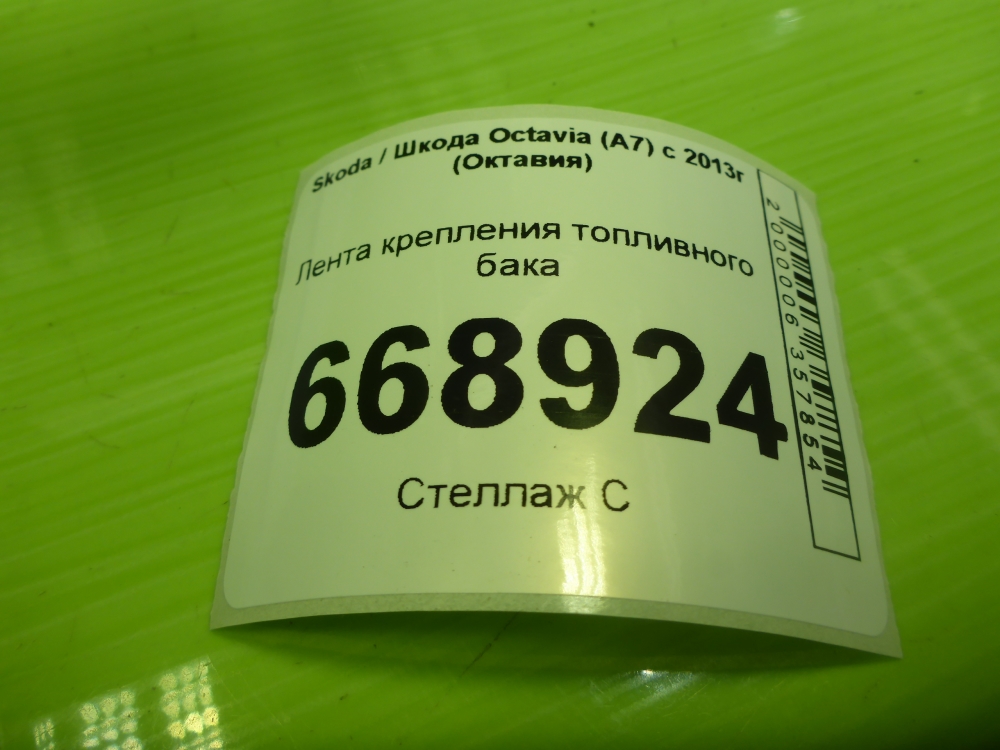 Skoda / Шкода Octavia (A7) с 2013г
(Октавия)
Лента крепления топливного
бака
668924
Стеллаж С
2000006357854